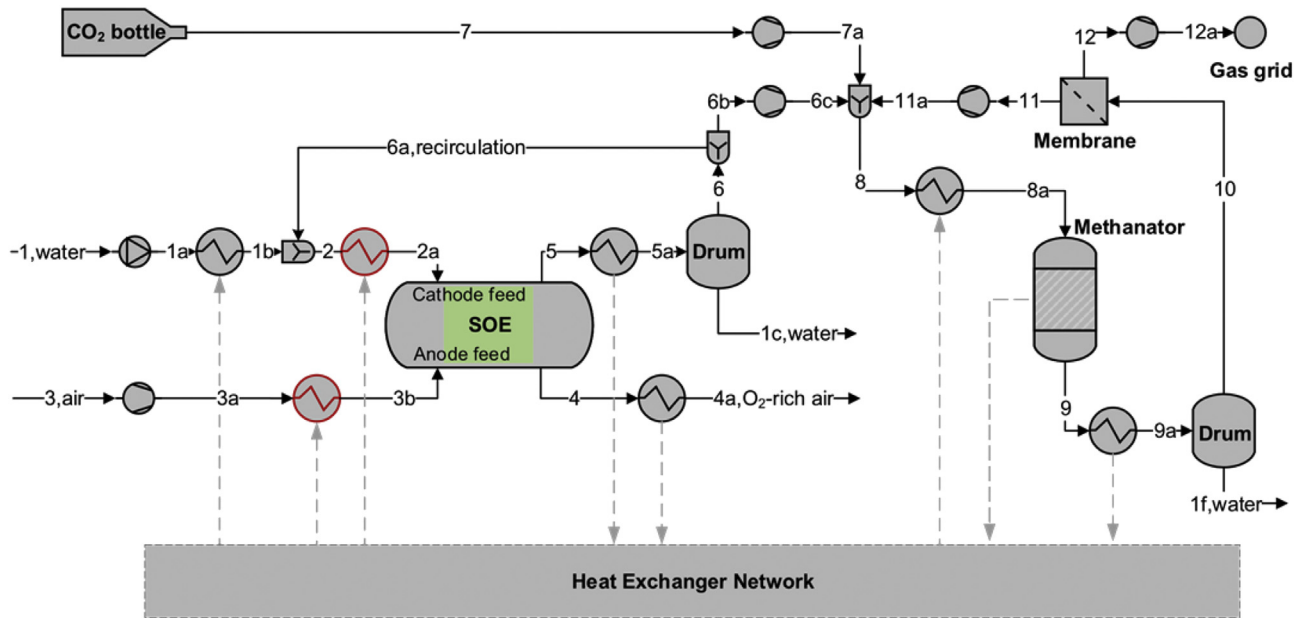 CO₂ bottle
7
7a
12
12a
Gas grid
6b
6c
11a
11
Membrane
6a,recirculation
6
8
8a
10
1,water
1a
1b
2
2a
5
5a
Drum
Methanator
Cathode feed
SOE
Anode feed
1c,water
3,air
3a
3b
4
4a,O₂-rich air
9
9a
Drum
1f,water
Heat Exchanger Network